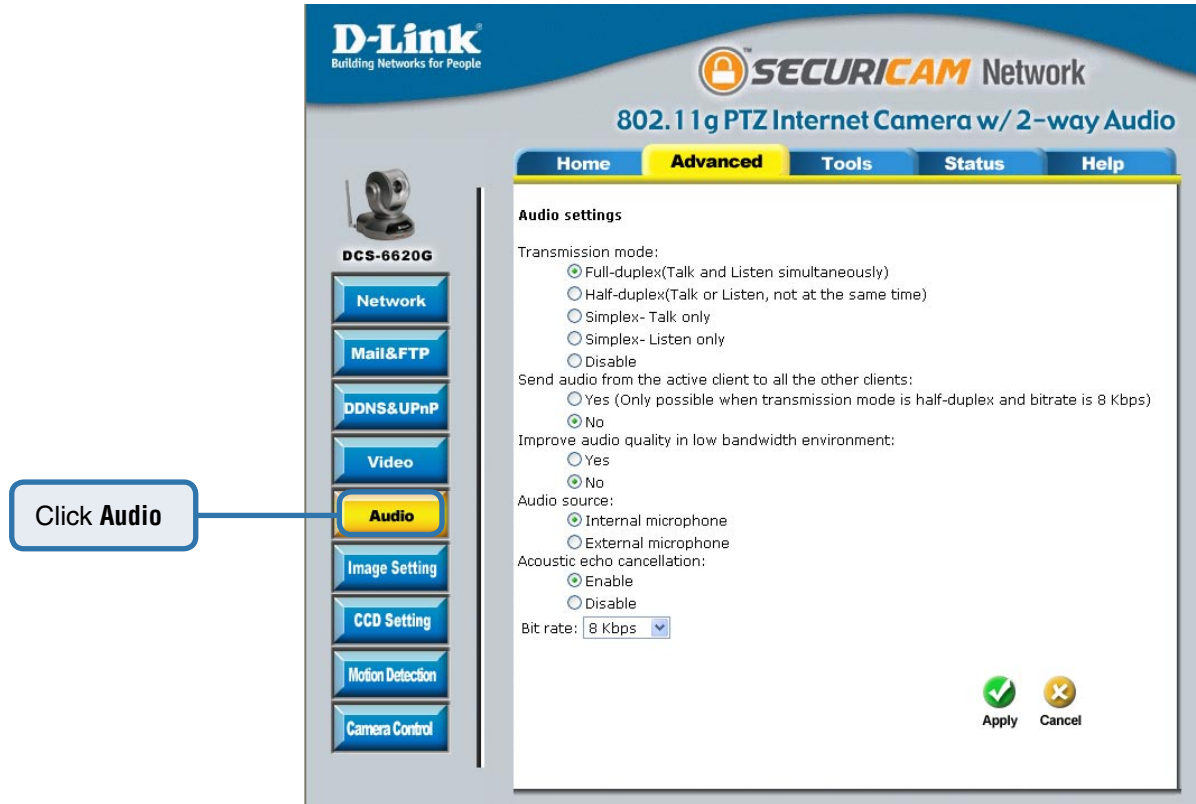 D-Link®
Building Networks for People
SECURICAM™ Network
802.11g PTZ Internet Camera w/ 2-way Audio
Home
Advanced
Tools
Status
Help
DCS-6620G
Network
Mail&FTP
DDNS&UPnP
Video
Audio
Image Setting
CCD Setting
Motion Detection
Camera Control
Click Audio
Audio settings
Transmission mode:
Full-duplex(Talk and Listen simultaneously)
Half-duplex(Talk or Listen, not at the same time)
Simplex- Talk only
Simplex- Listen only
Disable
Send audio from the active client to all the other clients:
Yes (Only possible when transmission mode is half-duplex and bitrate is 8 Kbps)
No
Improve audio quality in low bandwidth environment:
Yes
No
Audio source:
Internal microphone
External microphone
Acoustic echo cancellation:
Enable
Disable
Bit rate: 8 Kbps
Apply
Cancel